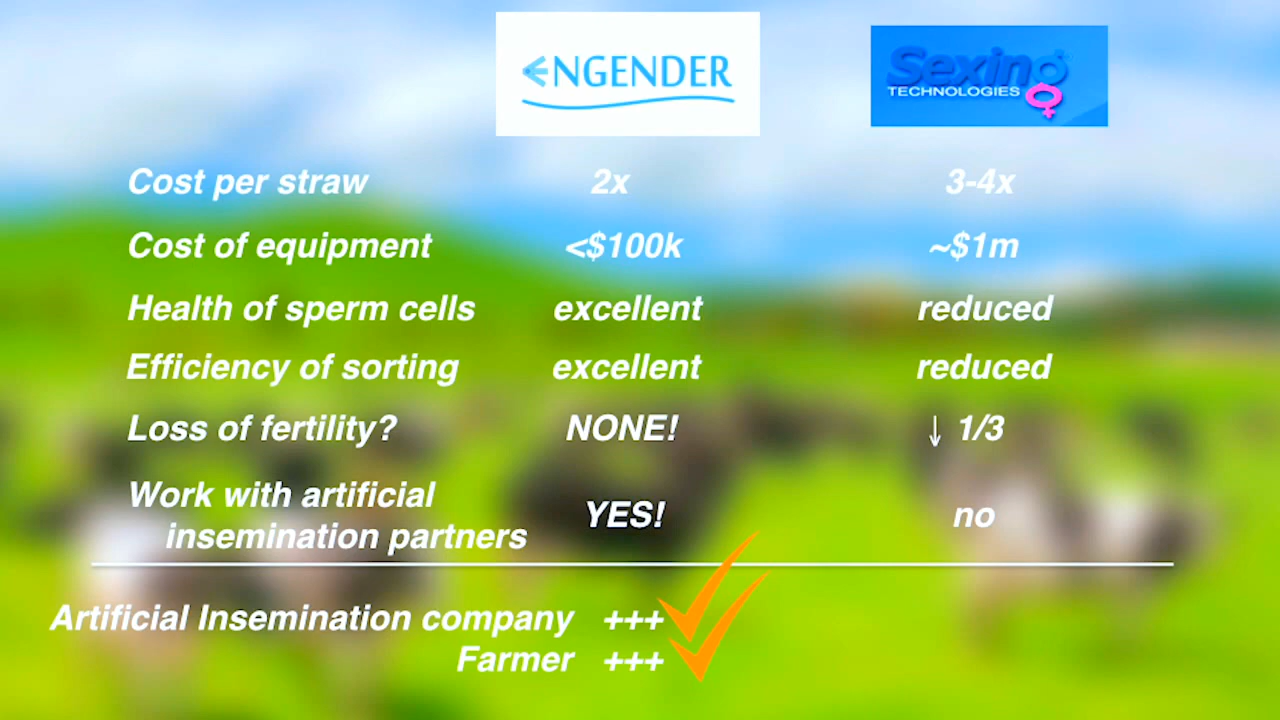 ENGENDER
Sexing
TECHNOLOGIES
Cost per straw 2x 3-4x
Cost of equipment <$100k ~$1m
Health of sperm cells excellent reduced
Efficiency of sorting excellent reduced
Loss of fertility? NONE! ↓ 1/3
Work with artificial
insemination partners YES! no
Artificial Insemination company +++
Farmer +++